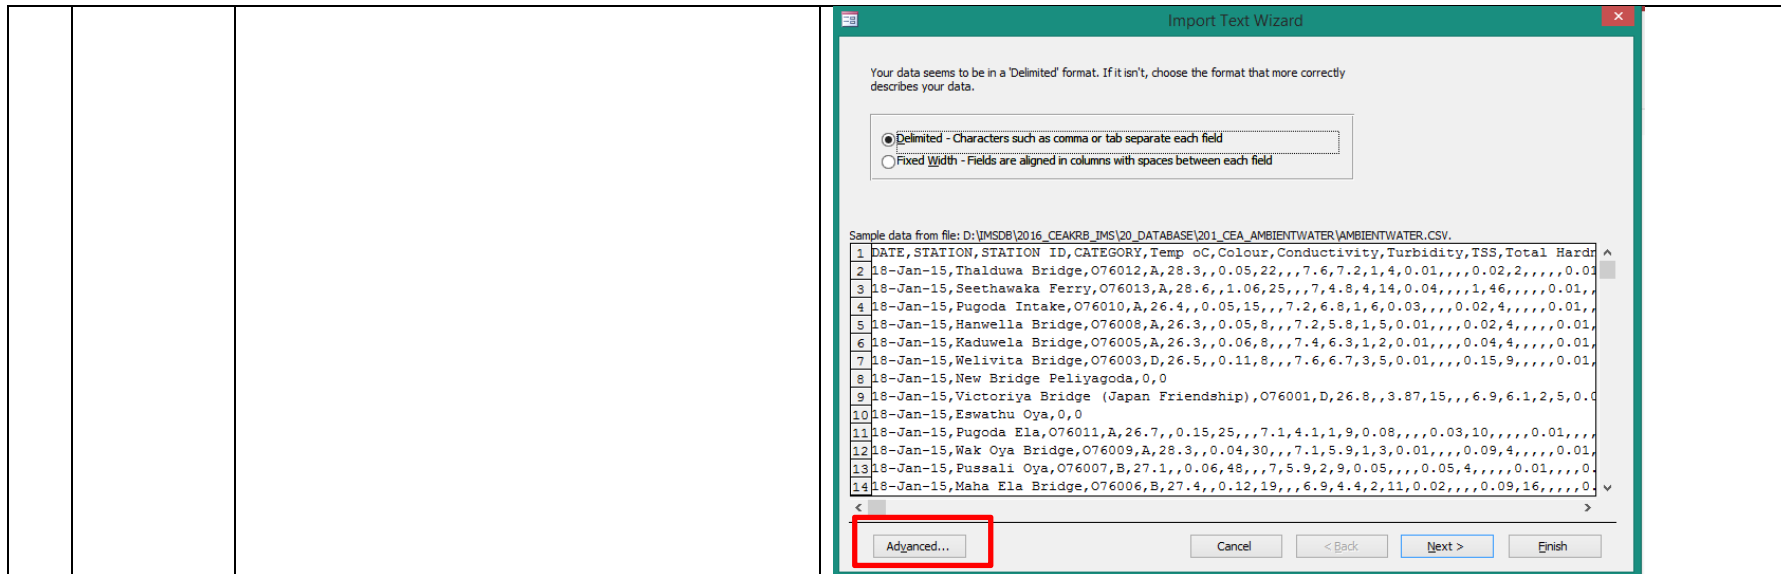 Import Text Wizard
Your data seems to be in a 'Delimited' format. If it isn't, choose the format that more correctly
describes your data.
Delimited - Characters such as comma or tab separate each field
Fixed Width - Fields are aligned in columns with spaces between each field
Sample data from file: D:\IMSDB\2016_CEAKRB_IMS\20_DATABASE\201_CEA_AMBIENTWATER\AMBIENTWATER.CSV.
1 DATE,STATION,STATION ID,CATEGORY,Temp oC,Colour,Conductivity,Turbidity,TSS,Total Hardn
2 18-Jan-15,Thalduwa Bridge,O76012,A,28.3,,0.05,22,,,7.6,7.2,1,4,0.01,,,,0.02,2,,,,,0.01
3 18-Jan-15,Seethawaka Ferry,O76013,A,28.6,,1.06,25,,,7,4.8,4,14,0.04,,,,1,46,,,,,0.01,,
4 18-Jan-15,Pugoda Intake,O76010,A,26.4,,0.05,15,,,7.2,6.8,1,6,0.03,,,,0.02,4,,,,,0.01,,
5 18-Jan-15,Hanwella Bridge,O76008,A,26.3,,0.05,8,,,7.2,5.8,1,5,0.01,,,,0.02,4,,,,,0.01,
6 18-Jan-15,Kaduwela Bridge,O76005,A,26.3,,0.06,8,,,7.4,6.3,1,2,0.01,,,,0.04,4,,,,,0.01,
7 18-Jan-15,Welivita Bridge,O76003,D,26.5,,0.11,8,,,7.6,6.7,3,5,0.01,,,,0.15,9,,,,,0.01,
8 18-Jan-15,New Bridge Peliyagoda,0,0
9 18-Jan-15,Victoriya Bridge (Japan Friendship),O76001,D,26.8,,3.87,15,,,6.9,6.1,2,5,0.0
10 18-Jan-15,Eswathu Oya,0,0
11 18-Jan-15,Pugoda Ela,O76011,A,26.7,,0.15,25,,,7.1,4.1,1,9,0.08,,,,0.03,10,,,,,0.01,,,,
12 18-Jan-15,Wak Oya Bridge,O76009,A,28.3,,0.04,30,,,7.1,5.9,1,3,0.01,,,,0.09,4,,,,,0.01,
13 18-Jan-15,Pussali Oya,O76007,B,27.1,,0.06,48,,,7,5.9,2,9,0.05,,,,0.05,4,,,,,0.01,,,,0.
14 18-Jan-15,Maha Ela Bridge,O76006,B,27.4,,0.12,19,,,6.9,4.4,2,11,0.02,,,,0.09,16,,,,,0.
Advanced... Cancel < Back Next > Finish